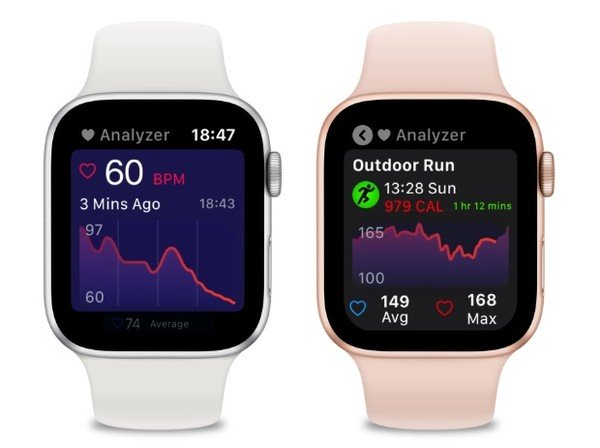 Analyzer 18:47
60 BPM
3 Mins Ago 18:43
97
60
74 Average
Analyzer
Outdoor Run
13:28 Sun
979 CAL 1 hr 12 mins
165
100
149 168
Avg Max